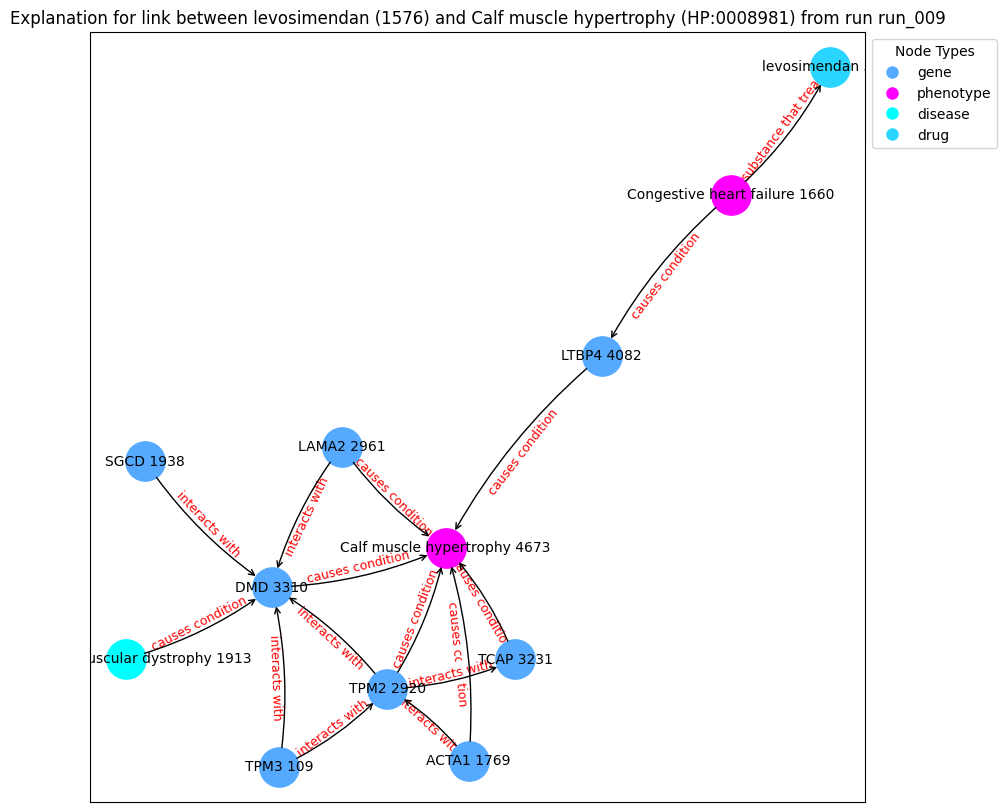 Explanation for link between levosimendan (1576) and Calf muscle hypertrophy (HP:0008981) from run run_009
Node Types
gene
phenotype
disease
drug
levosimendan
substance that trea
Congestive heart failure 1660
causes condition
LTBP4 4082
causes condition
LAMA2 2961
SGCD 1938
causes condition
interacts with
interacts with
Calf muscle hypertrophy 4673
causes condition
DMD 3310
causes condition
causes condition
interacts with
causes condition
causes cc tion
uscular dystrophy 1913
TCAP 3231
interacts with
interacts with
TPM2 2920
interacts with
TPM3 109
ACTA1 1769